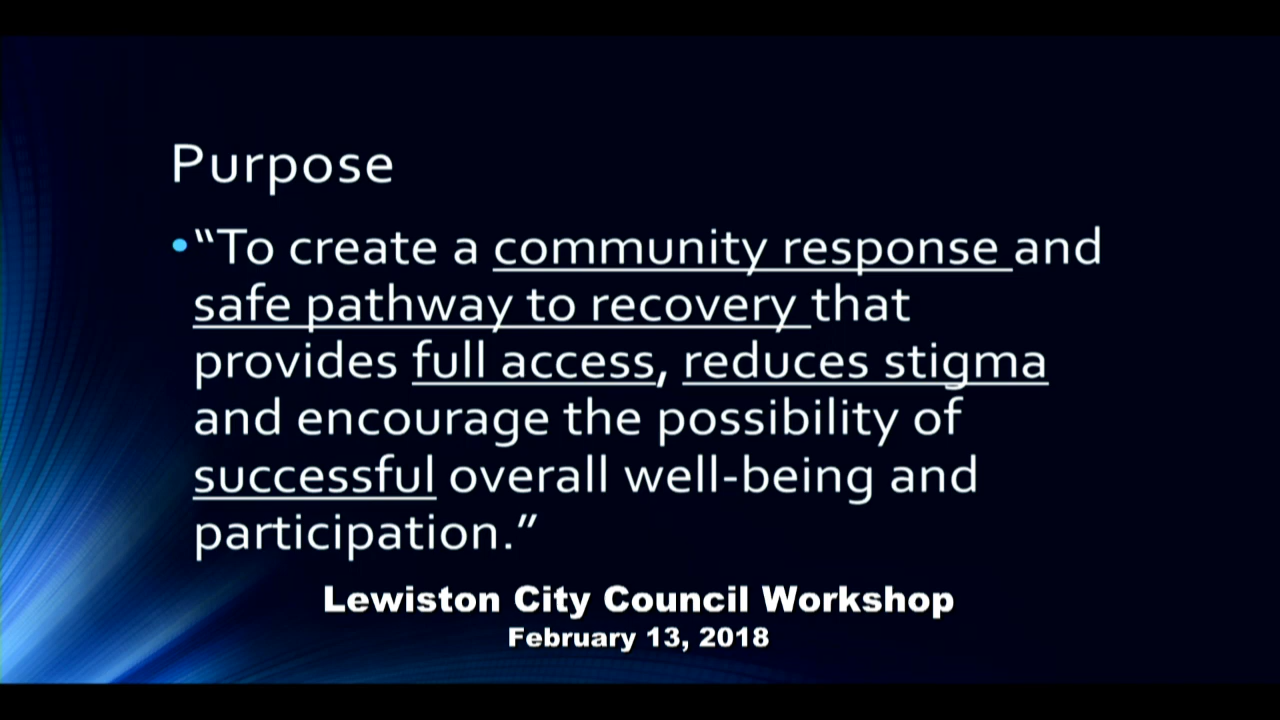 Purpose
•“To create a community response and
safe pathway to recovery that
provides full access, reduces stigma
and encourage the possibility of
successful overall well-being and
participation.”
Lewiston City Council Workshop
February 13, 2018